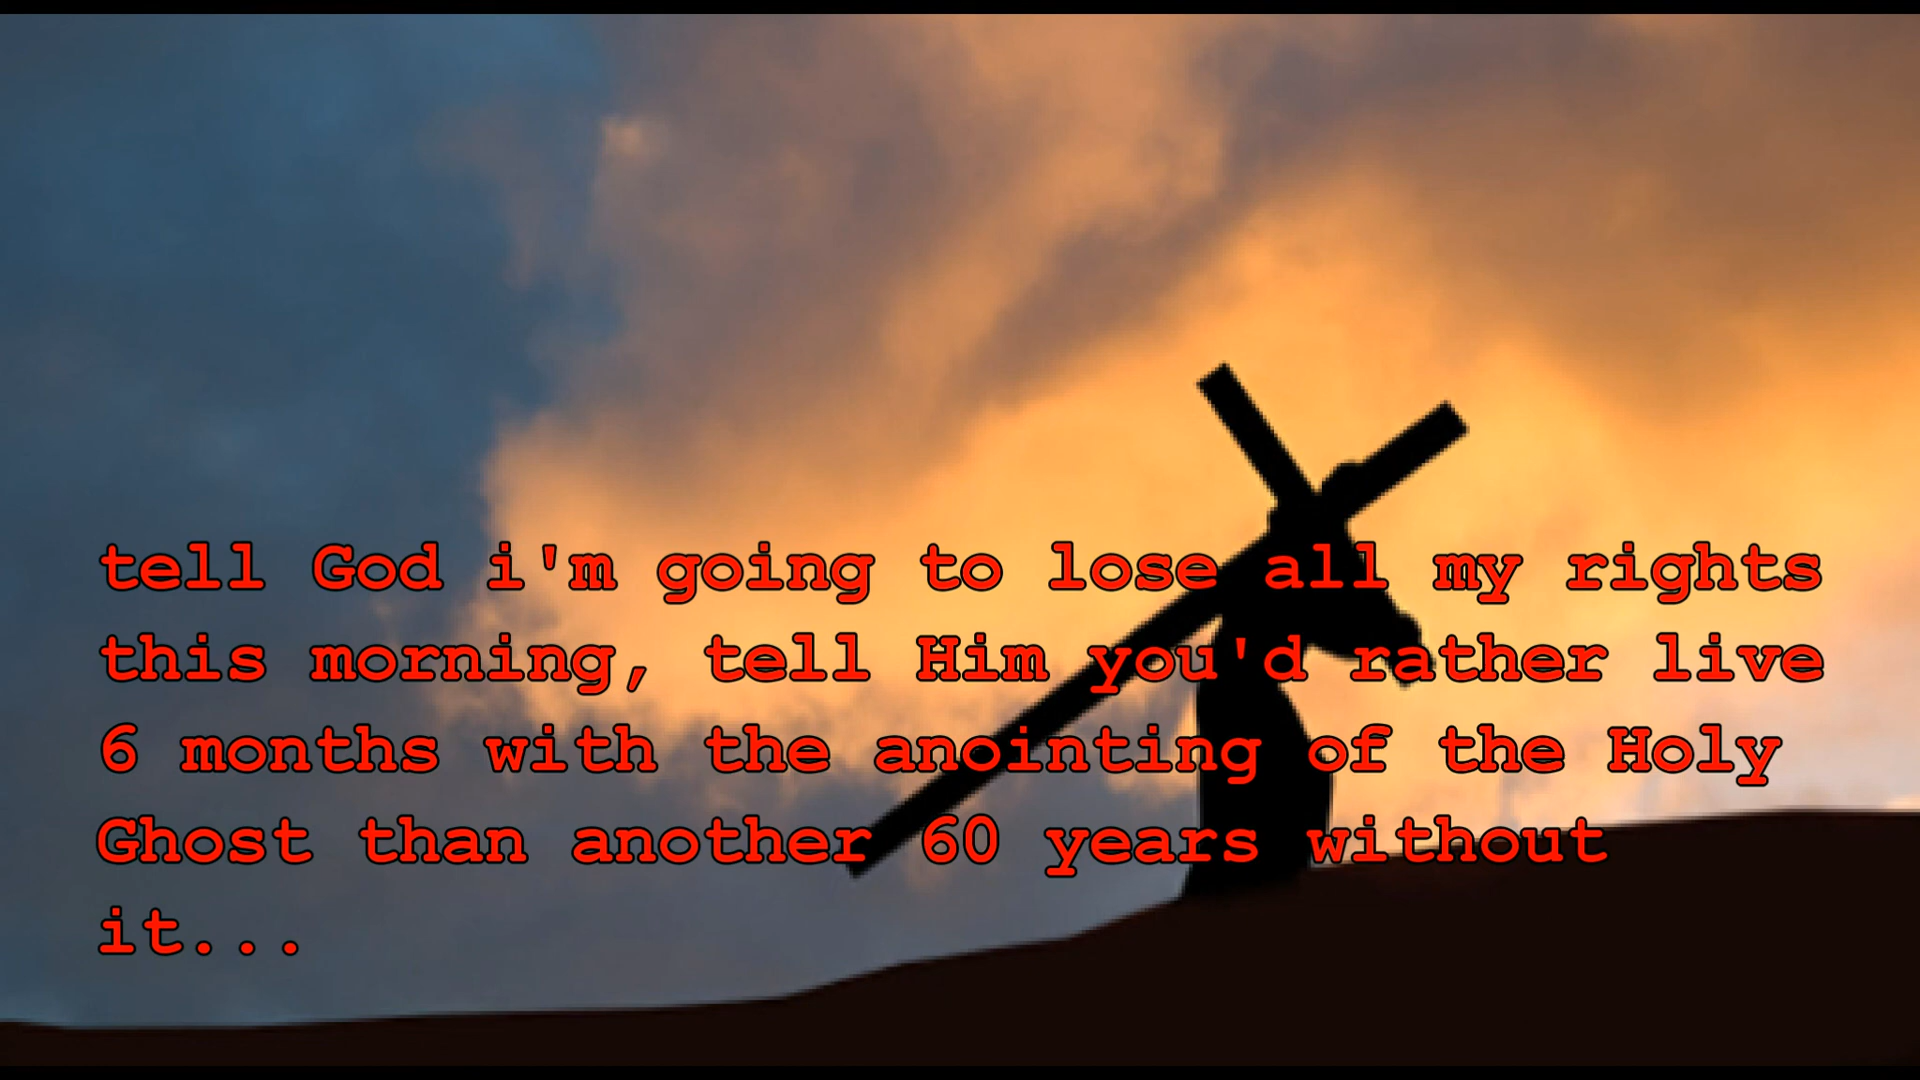 tell God i'm going to lose all my rights
this morning, tell Him you'd rather live
6 months with the anointing of the Holy
Ghost than another 60 years without
it...